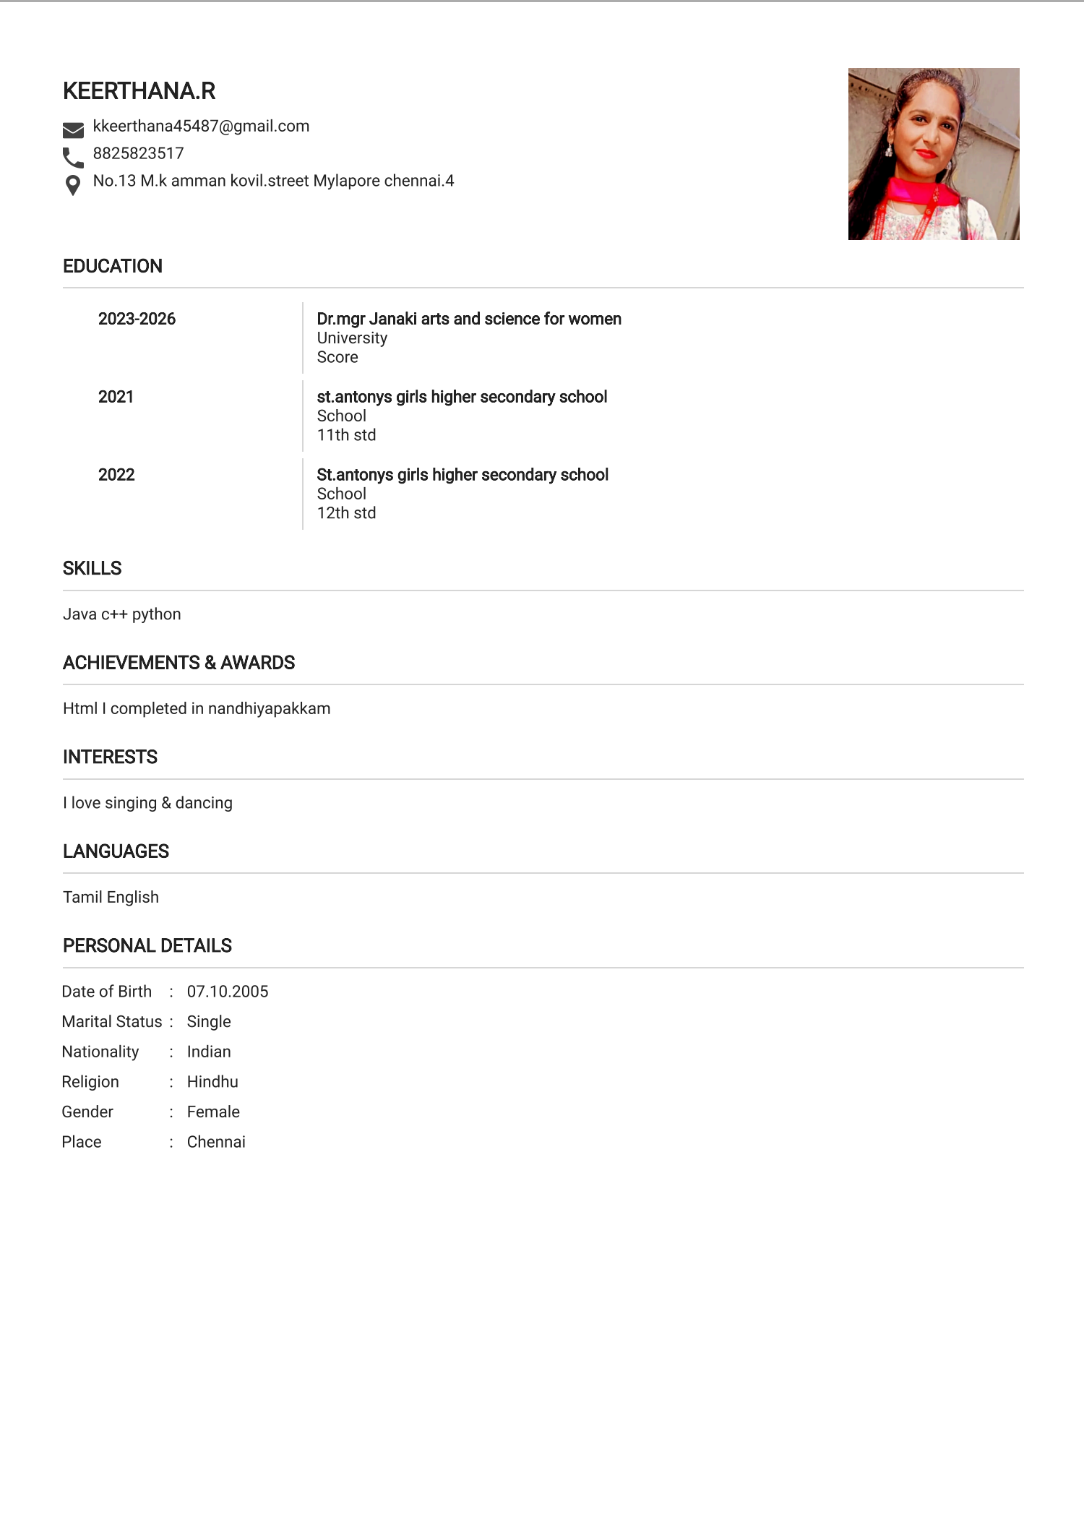 KEERTHANA.R
kkeerthana45487@gmail.com
8825823517
No.13 M.k amman kovil.street Mylapore chennai.4
EDUCATION
2023-2026
Dr.mgr Janaki arts and science for women
University
Score
2021
st.antonys girls higher secondary school
School
11th std
2022
St.antonys girls higher secondary school
School
12th std
SKILLS
Java c++ python
ACHIEVEMENTS & AWARDS
Html I completed in nandhiyapakkam
INTERESTS
I love singing & dancing
LANGUAGES
Tamil English
PERSONAL DETAILS
Date of Birth : 07.10.2005
Marital Status : Single
Nationality : Indian
Religion : Hindhu
Gender : Female
Place : Chennai